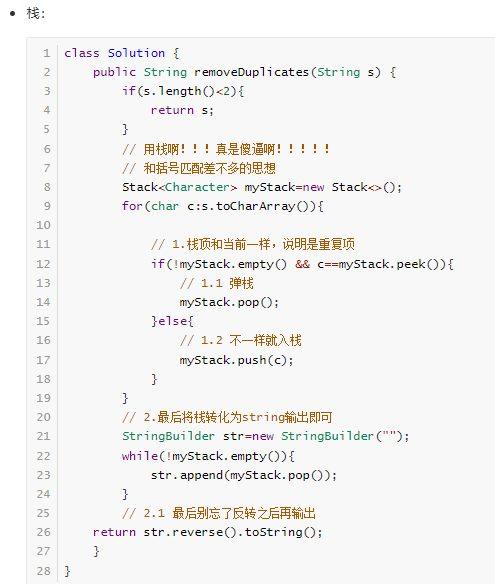 栈:
1 class Solution {
2 public String removeDuplicates(String s) {
3 if(s.length()<2){
4 return s;
5 }
6 // 用栈啊！！！真是傻逼啊！！！！！
7 // 和括号匹配差不多的思想
8 Stack<Character> myStack=new Stack<>();
9 for(char c:s.toCharArray()){
10
11 // 1.栈顶和当前一样，说明是重复项
12 if(!myStack.empty() && c==myStack.peek()){
13 // 1.1 弹栈
14 myStack.pop();
15 }else{
16 // 1.2 不一样就入栈
17 myStack.push(c);
18 }
19 }
20 // 2.最后将栈转化为string输出即可
21 StringBuilder str=new StringBuilder("");
22 while(!myStack.empty()){
23 str.append(myStack.pop());
24 }
25 // 2.1 最后别忘了反转之后再输出
26 return str.reverse().toString();
27 }
28 }